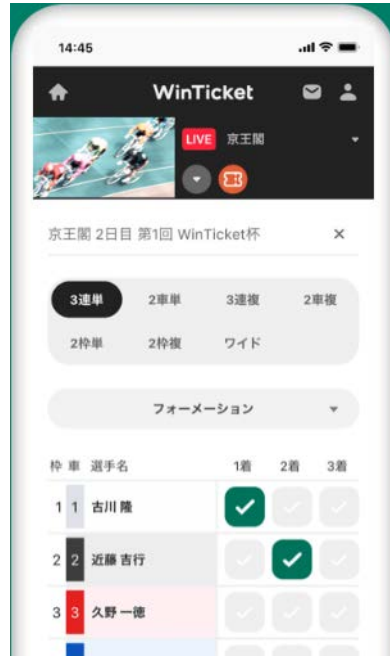 14:45
WinTicket
LIVE 京王閣
京王閣 2日目 第1回 WinTicket杯 ×
3連単 2車単 3連複 2車複
2枠単 2枠複 ワイド
フォーメーション
枠 車 選手名 1着 2着 3着
1 1 古川 隆
2 2 近藤 吉行
3 3 久野 一徳